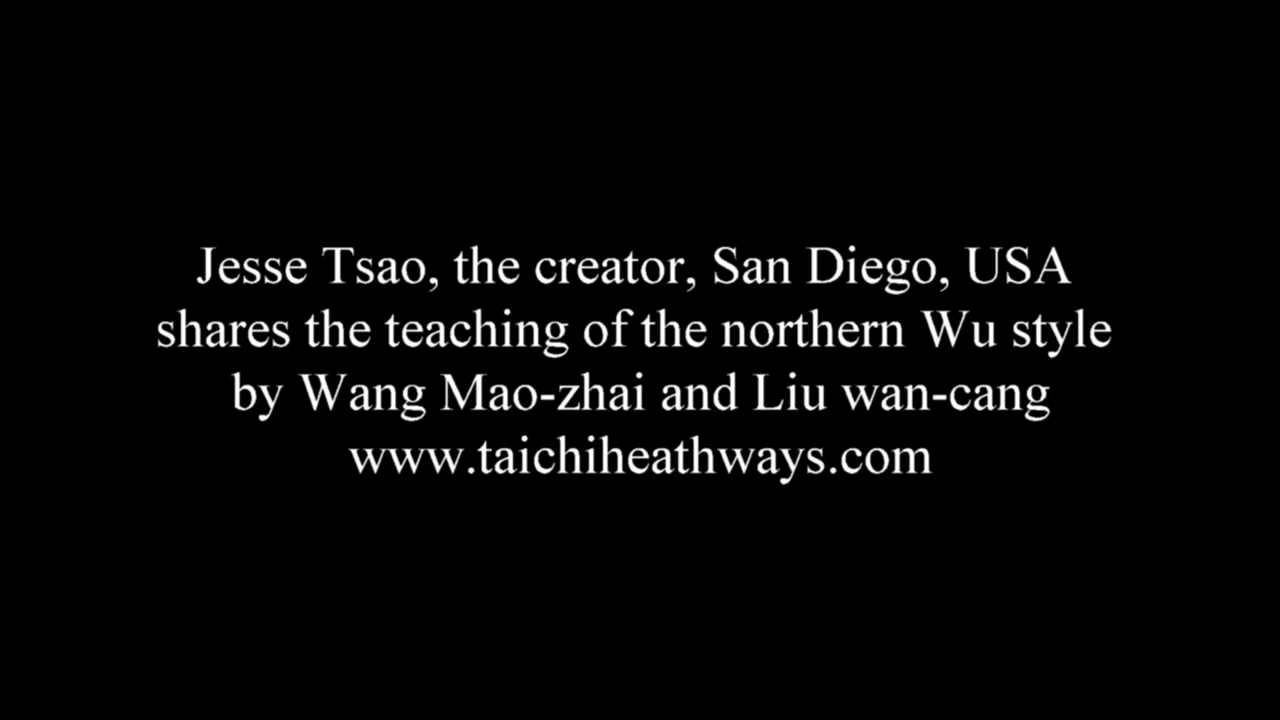 Jesse Tsao, the creator, San Diego, USA
shares the teaching of the northern Wu style
by Wang Mao-zhai and Liu wan-cang
www.taichiheathways.com